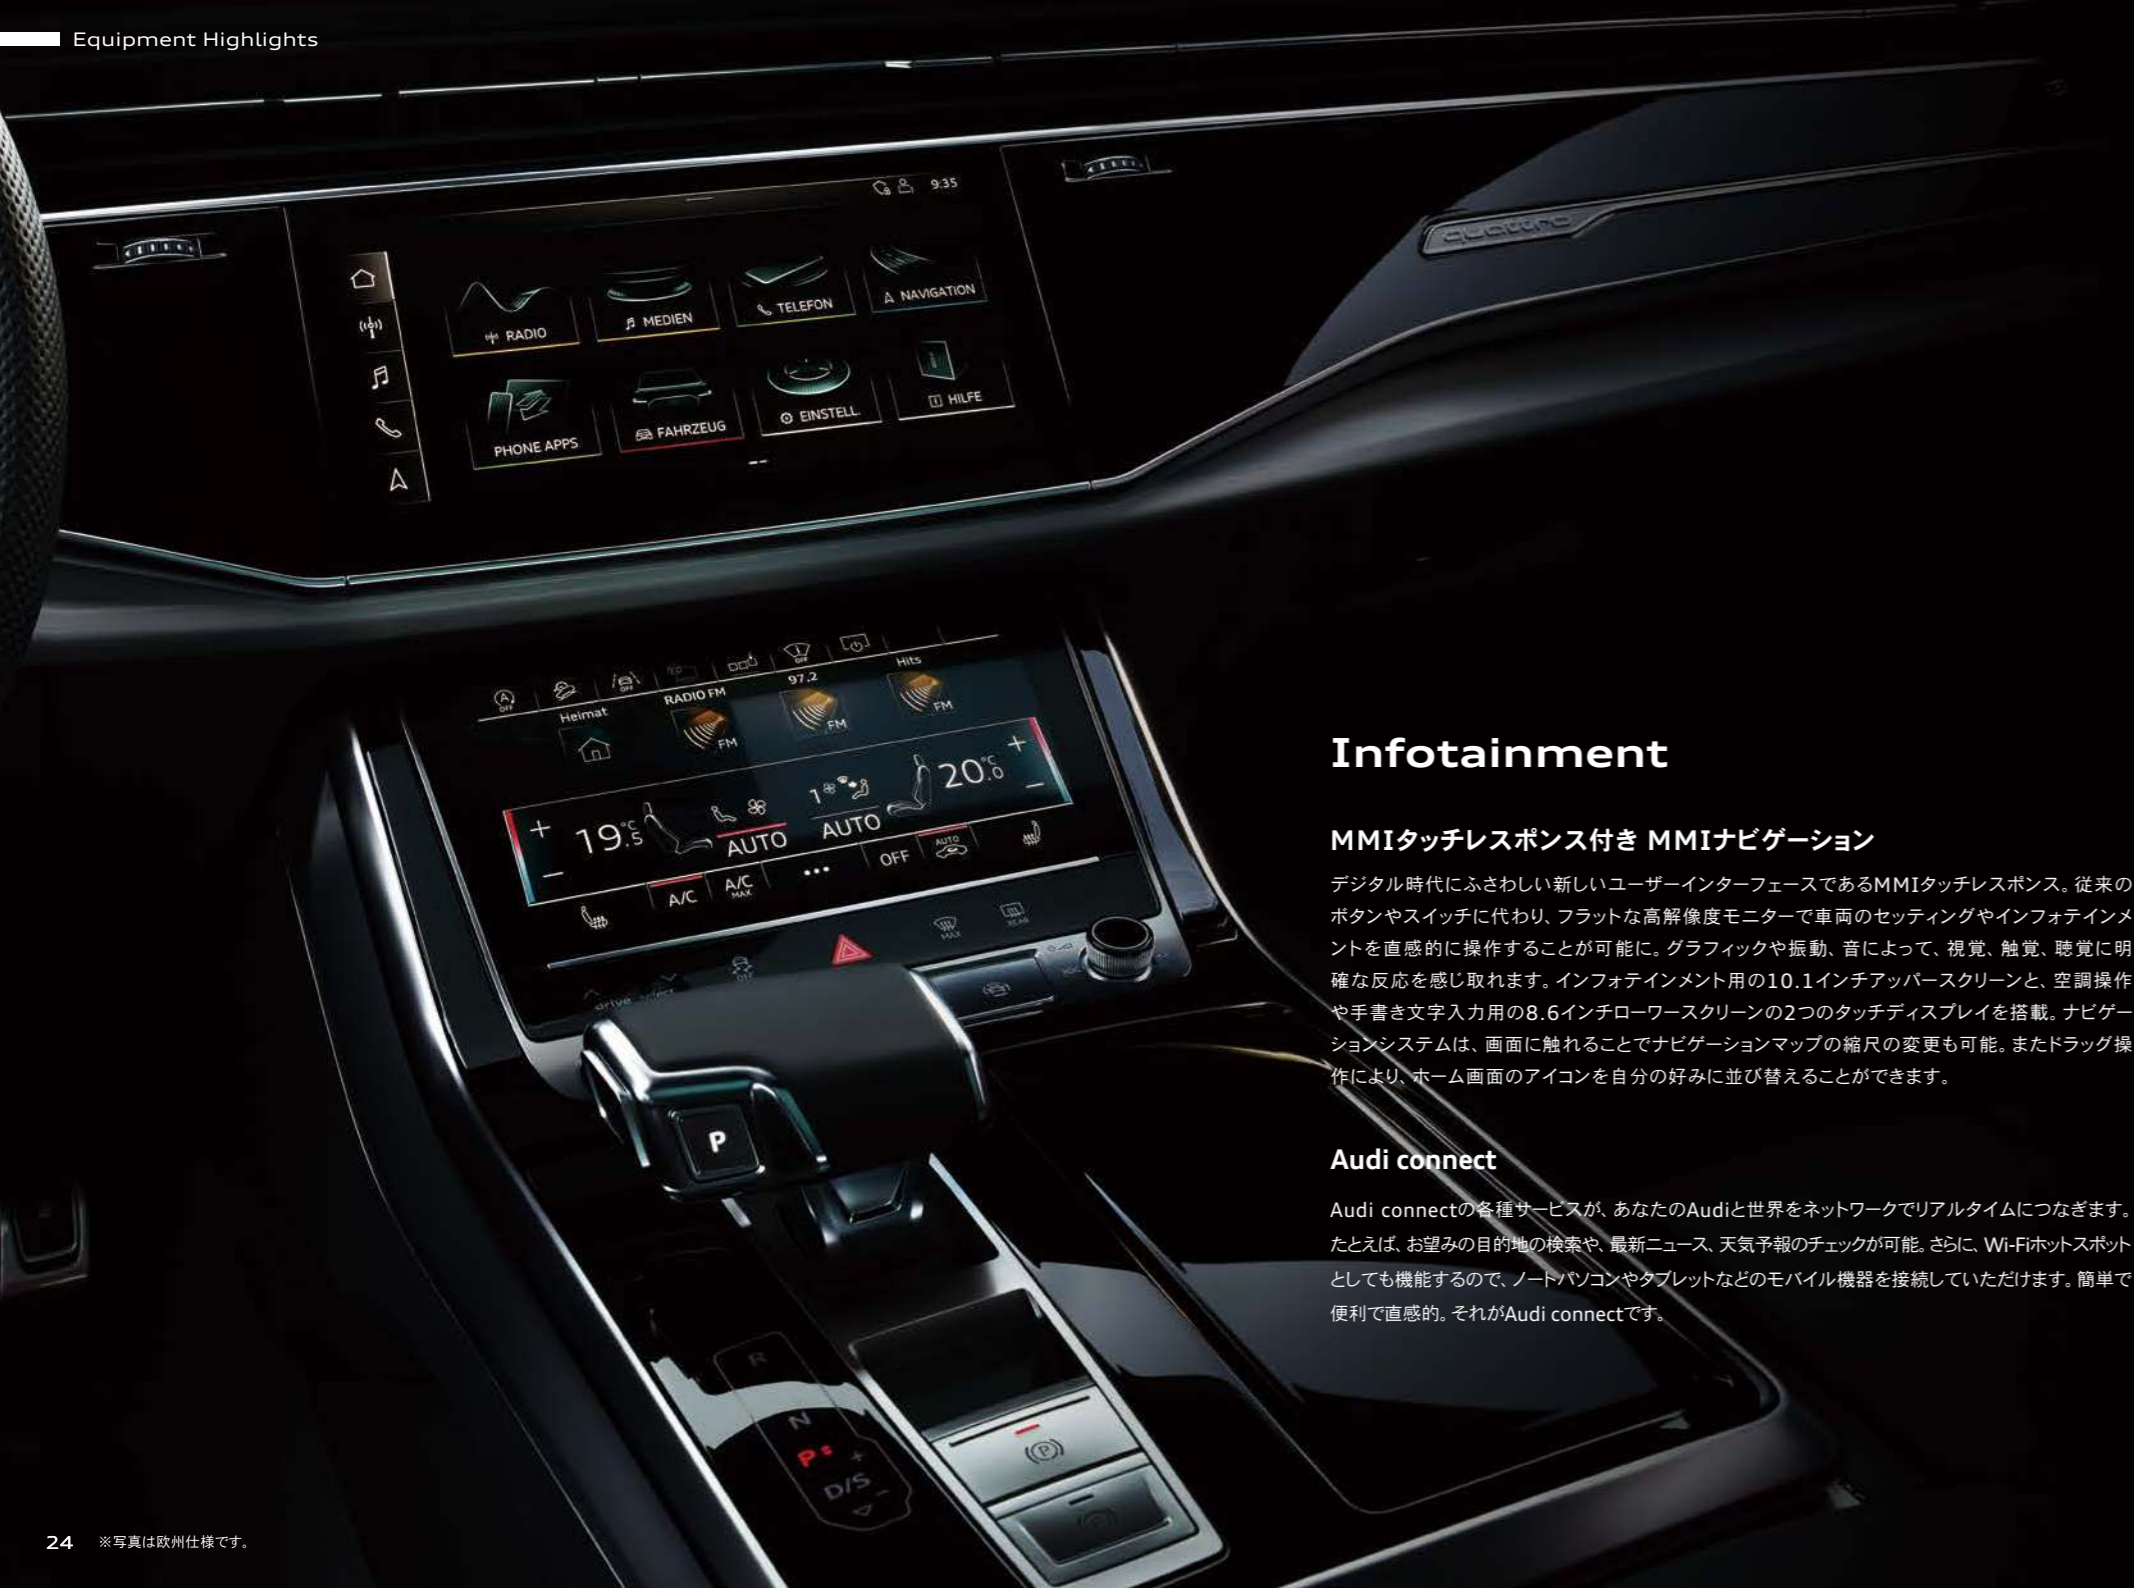 Equipment Highlights
9:35
quattro
RADIO
MEDIEN
TELEFON
NAVIGATION
PHONE APPS
FAHRZEUG
EINSTELL.
HILFE
OFF
OFF
OFF
Heimat
RADIO FM
97.2
Hits
FM
FM
FM
+ 19.5 °C −
AUTO
1
AUTO
+ 20.0 °C −
A/C
A/C MAX
•••
OFF
AUTO
MAX
REAR
OFF
drive select
P
R
N
P
+
D/S
−
(P)
Infotainment
MMIタッチレスポンス付き MMIナビゲーション
デジタル時代にふさわしい新しいユーザーインターフェースであるMMIタッチレスポンス。従来の
ボタンやスイッチに代わり、フラットな高解像度モニターで車両のセッティングやインフォテインメ
ントを直感的に操作することが可能に。グラフィックや振動、音によって、視覚、触覚、聴覚に明
確な反応を感じ取れます。インフォテインメント用の10.1インチアッパースクリーンと、空調操作
や手書き文字入力用の8.6インチローワースクリーンの2つのタッチディスプレイを搭載。ナビゲー
ションシステムは、画面に触れることでナビゲーションマップの縮尺の変更も可能。またドラッグ操
作により、ホーム画面のアイコンを自分の好みに並び替えることができます。
Audi connect
Audi connectの各種サービスが、あなたのAudiと世界をネットワークでリアルタイムにつなぎます。
たとえば、お望みの目的地の検索や、最新ニュース、天気予報のチェックが可能。さらに、Wi-Fiホットスポット
としても機能するので、ノートパソコンやタブレットなどのモバイル機器を接続していただけます。簡単で
便利で直感的。それがAudi connectです。
24 ※写真は欧州仕様です。